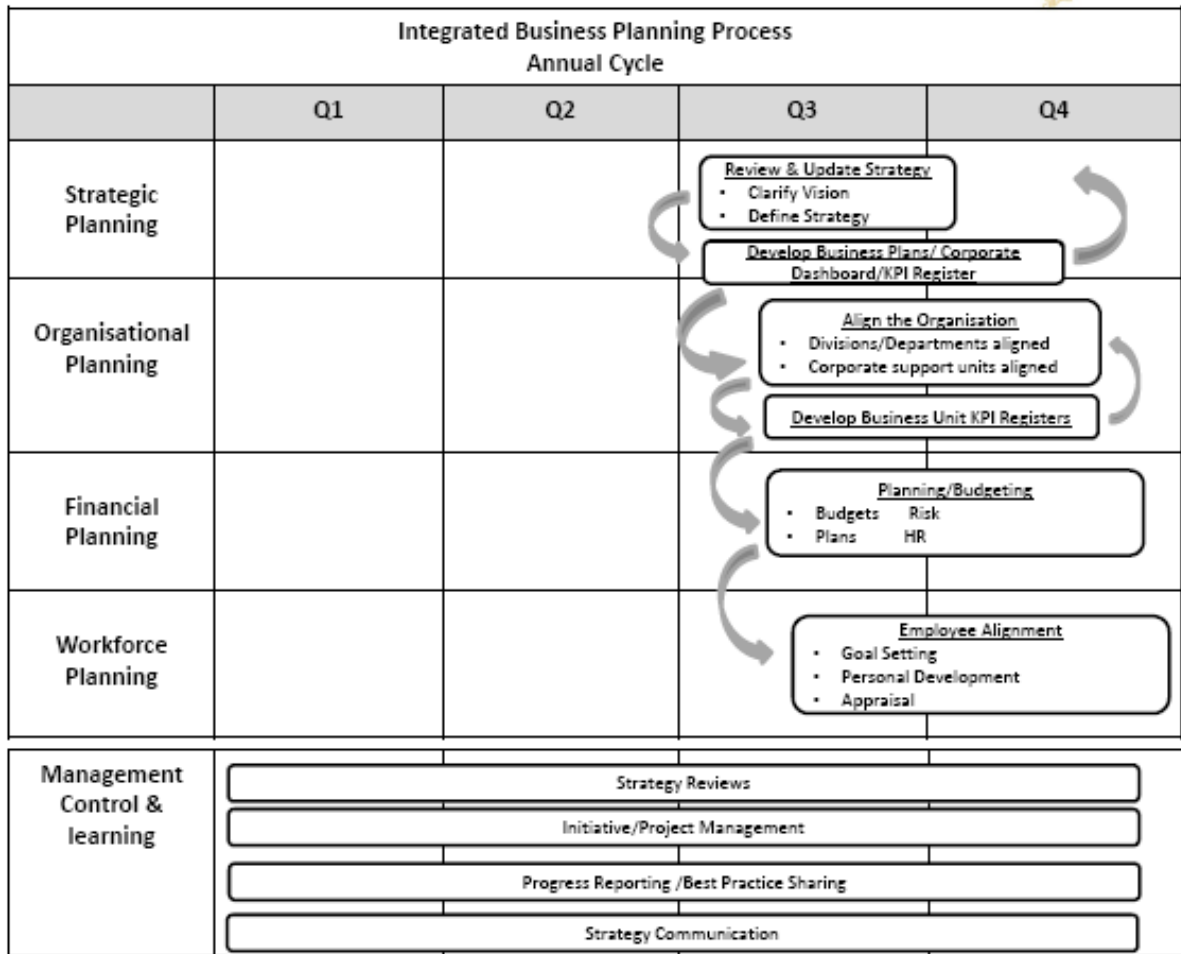 Integrated Business Planning Process
Annual Cycle
Q1
Q2
Q3
Q4
Strategic
Planning
Review & Update Strategy
• Clarify Vision
• Define Strategy
Develop Business Plans/ Corporate
Dashboard/KPI Register
Organisational
Planning
Align the Organisation
• Divisions/Departments aligned
• Corporate support units aligned
Develop Business Unit KPI Registers
Financial
Planning
Planning/Budgeting
• Budgets Risk
• Plans HR
Workforce
Planning
Employee Alignment
• Goal Setting
• Personal Development
• Appraisal
Management
Control &
learning
Strategy Reviews
Initiative/Project Management
Progress Reporting /Best Practice Sharing
Strategy Communication